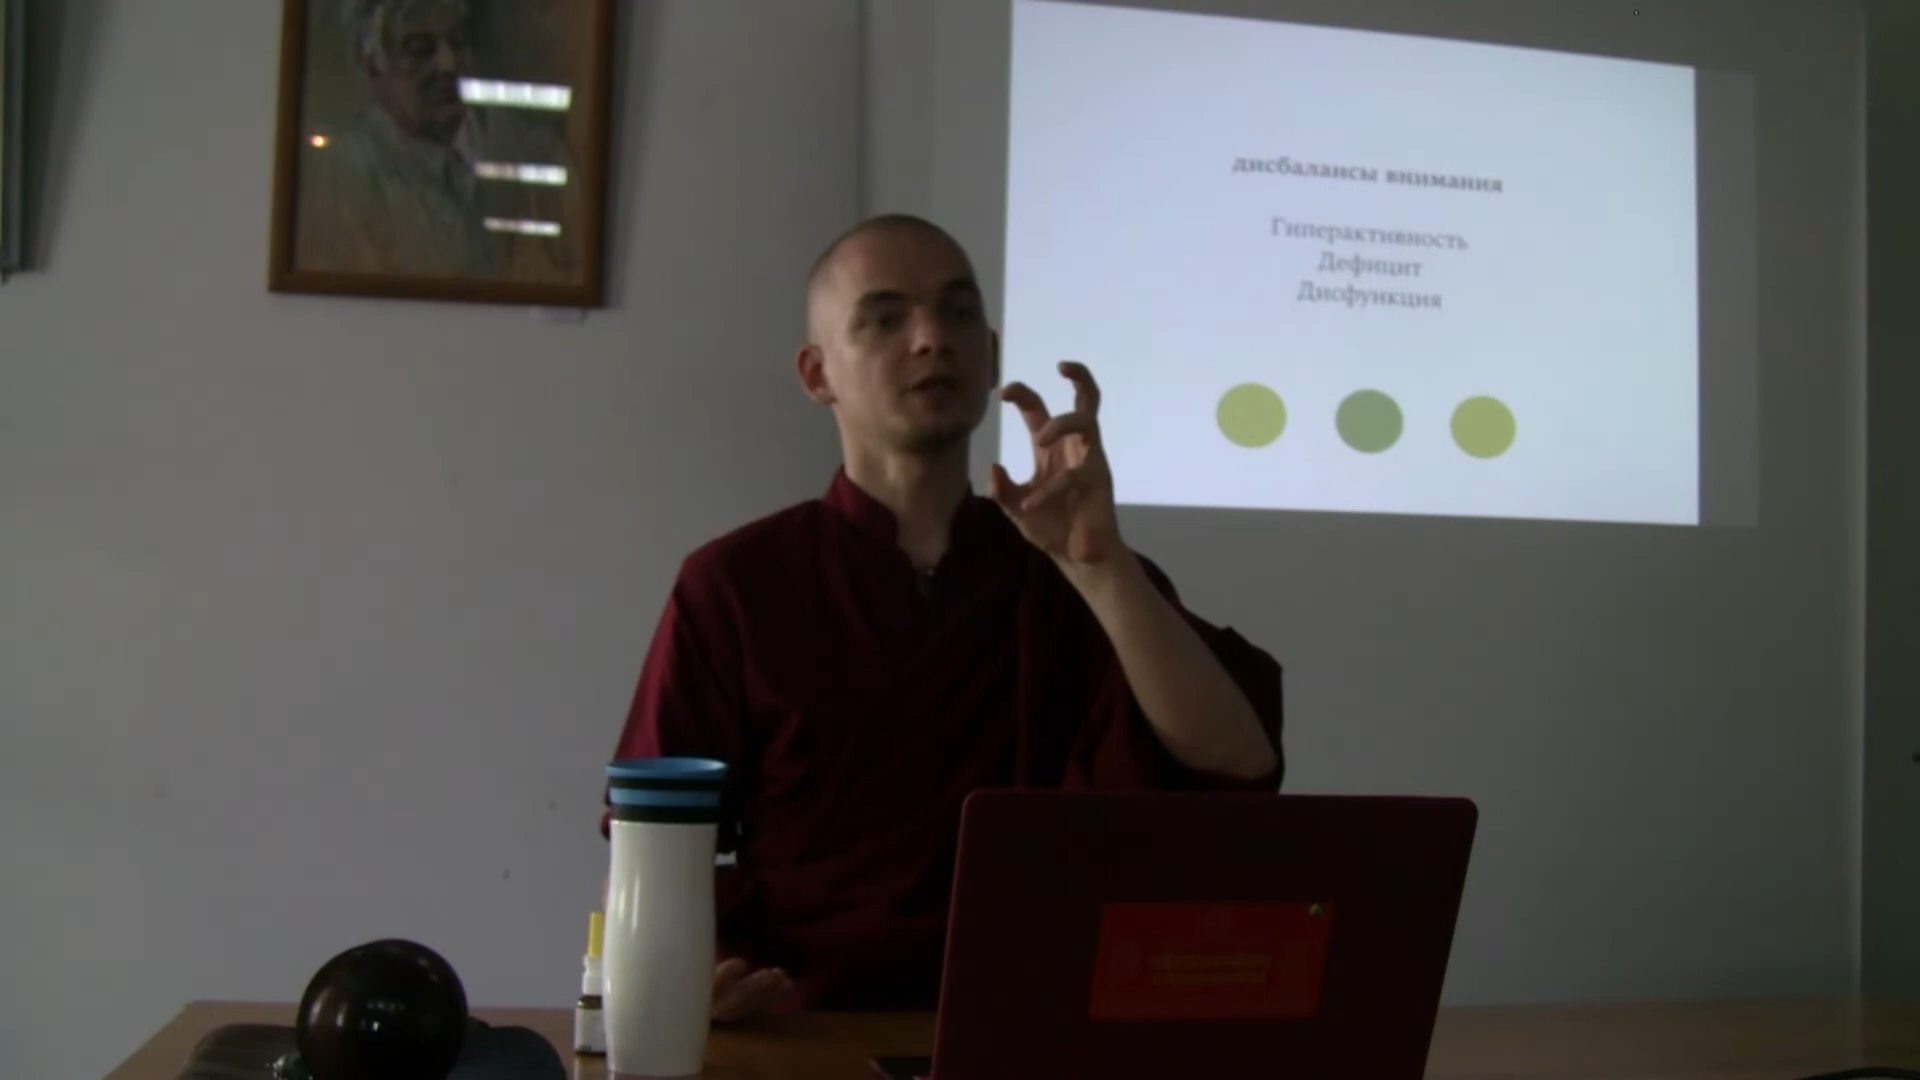 дисбалансы внимания
Гиперактивность
Дефицит
Дисфункция